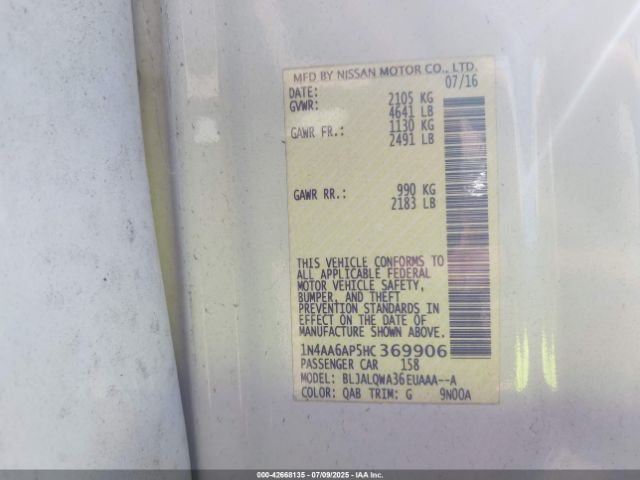 MFD BY NISSAN MOTOR CO., LTD.
DATE: 07/16
GVWR: 2105 KG
4641 LB
GAWR FR.: 1130 KG
2491 LB
GAWR RR.: 990 KG
2183 LB
THIS VEHICLE CONFORMS TO
ALL APPLICABLE FEDERAL
MOTOR VEHICLE SAFETY,
BUMPER, AND THEFT
PREVENTION STANDARDS IN
EFFECT ON THE DATE OF
MANUFACTURE SHOWN ABOVE.
1N4AA6AP5HC369906
PASSENGER CAR 158
MODEL: BLJALQWA36EUAAA--A
COLOR: QAB TRIM: G 9N00A
000-42668135 - 07/09/2025 - IAAI.COM